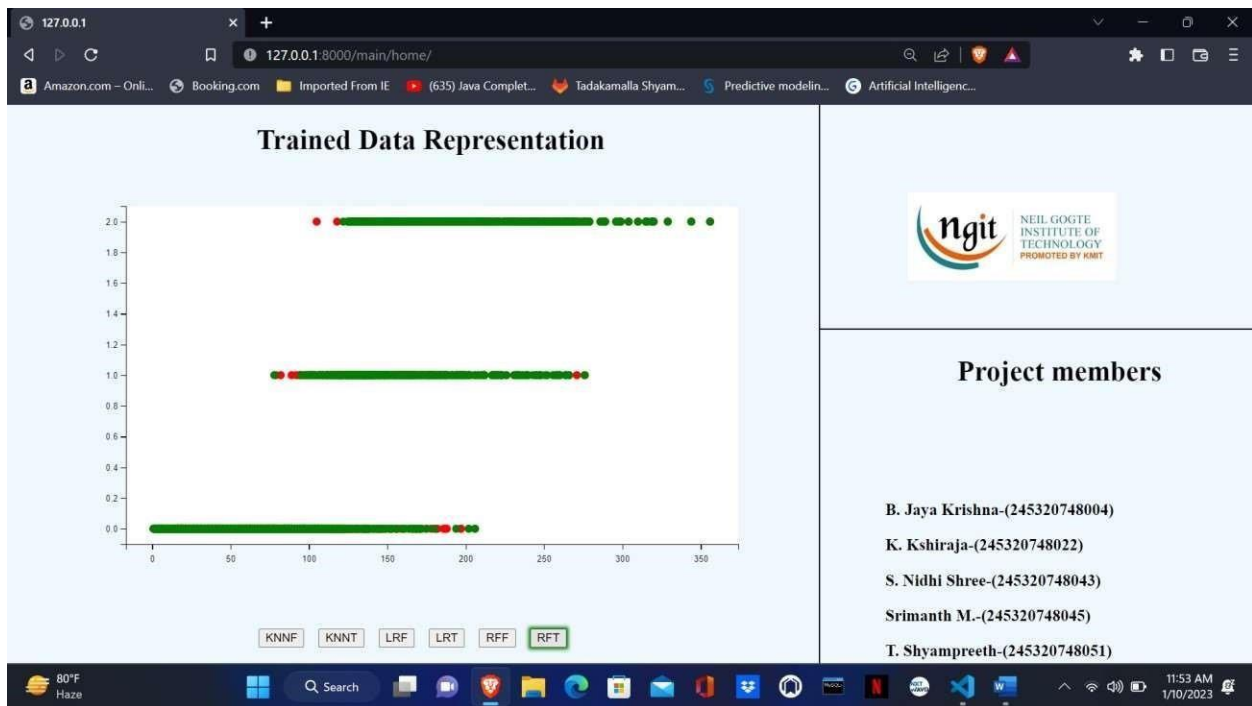 127.0.0.1
127.0.0.1:8000/main/home/
Amazon.com – Onli... Booking.com Imported From IE (635) Java Complet... Tadakamalla Shyam... Predictive modelin... Artificial Intelligenc...
Trained Data Representation
2.0
1.8
1.6
1.4
1.2
1.0
0.8
0.6
0.4
0.2
0.0
0 50 100 150 200 250 300 350
KNNF KNNT LRF LRT RFF RFT
ngit
NEIL GOGTE
INSTITUTE OF
TECHNOLOGY
PROMOTED BY KMIT
Project members
B. Jaya Krishna-(245320748004)
K. Kshiraja-(245320748022)
S. Nidhi Shree-(245320748043)
Srimanth M.-(245320748045)
T. Shyampreeth-(245320748051)
80°F
Haze
Search
11:53 AM
1/10/2023